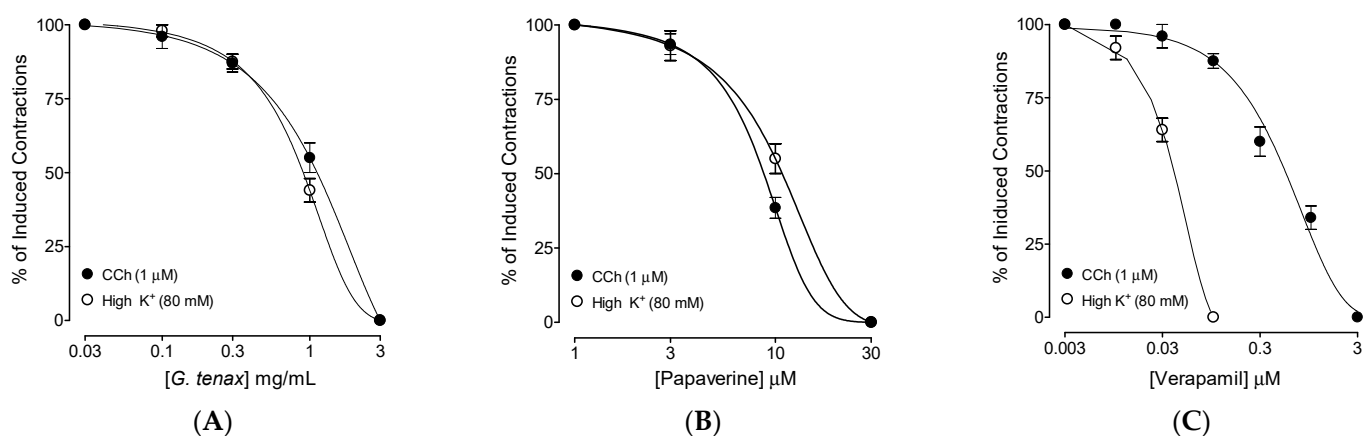 % of Induced Contractions
100
75
50
25
0
CCh (1 μM)
High K+ (80 mM)
0.03 0.1 0.3 1 3
[G. tenax] mg/mL
(A)
% of Induced Contractions
100
75
50
25
0
CCh (1 μM)
High K+ (80 mM)
1 3 10 30
[Papaverine] μM
(B)
% of Iniduced Contractions
100
75
50
25
0
CCh (1 μM)
High K+ (80 mM)
0.003 0.03 0.3 3
[Verapamil] μM
(C)